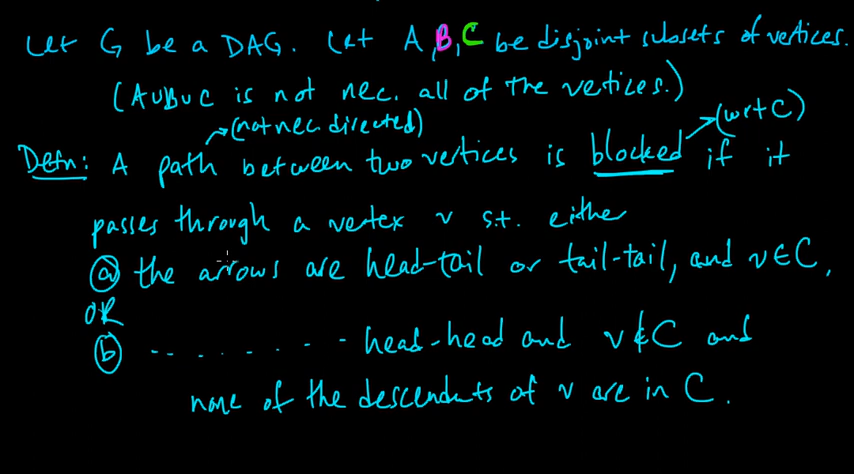 Let G be a DAG. Let A, B, C be disjoint subsets of vertices.
(A∪B∪C is not nec. all of the vertices.)
(not nec. directed)
(wrt C)
Defn: A path between two vertices is blocked if it
passes through a vertex v s.t. either
ⓐ the arrows are head-tail or tail-tail, and v∈C,
OR
ⓑ ........ head-head and v∉C and
none of the descendents of v are in C.